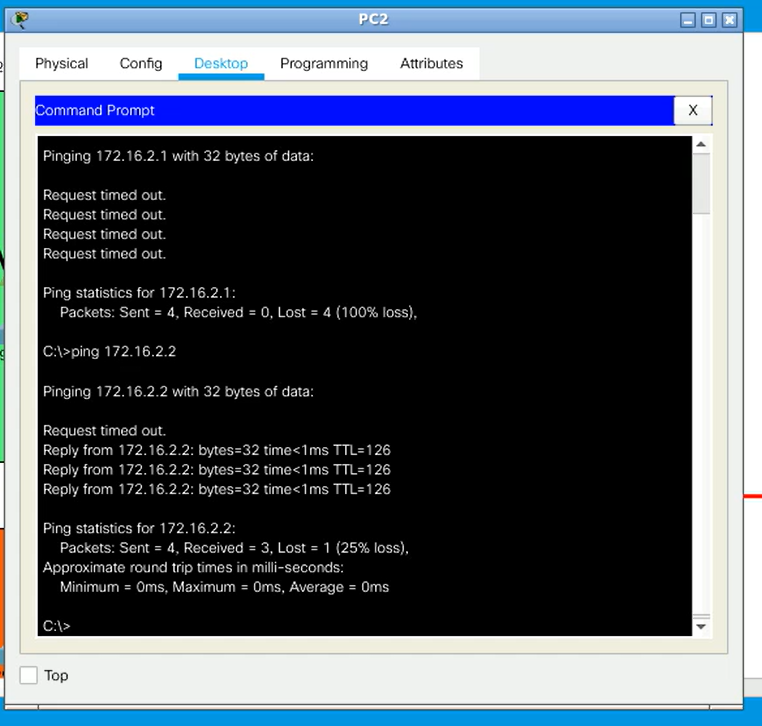 PC2
Physical Config Desktop Programming Attributes
Command Prompt
X
Pinging 172.16.2.1 with 32 bytes of data:
Request timed out.
Request timed out.
Request timed out.
Request timed out.
Ping statistics for 172.16.2.1:
Packets: Sent = 4, Received = 0, Lost = 4 (100% loss),
C:\>ping 172.16.2.2
Pinging 172.16.2.2 with 32 bytes of data:
Request timed out.
Reply from 172.16.2.2: bytes=32 time<1ms TTL=126
Reply from 172.16.2.2: bytes=32 time<1ms TTL=126
Reply from 172.16.2.2: bytes=32 time<1ms TTL=126
Ping statistics for 172.16.2.2:
Packets: Sent = 4, Received = 3, Lost = 1 (25% loss),
Approximate round trip times in milli-seconds:
Minimum = 0ms, Maximum = 0ms, Average = 0ms
C:\>
Top